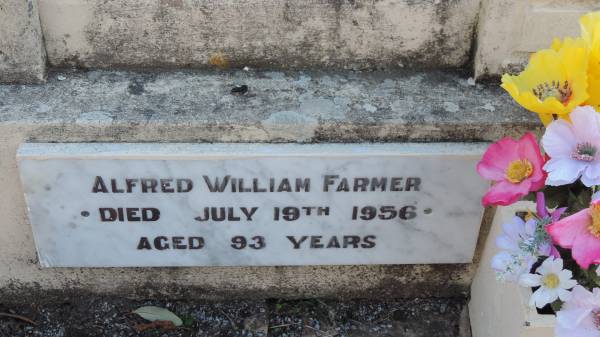 ALFRED WILLIAM FARMER
DIED JULY 19TH 1956
AGED 93 YEARS